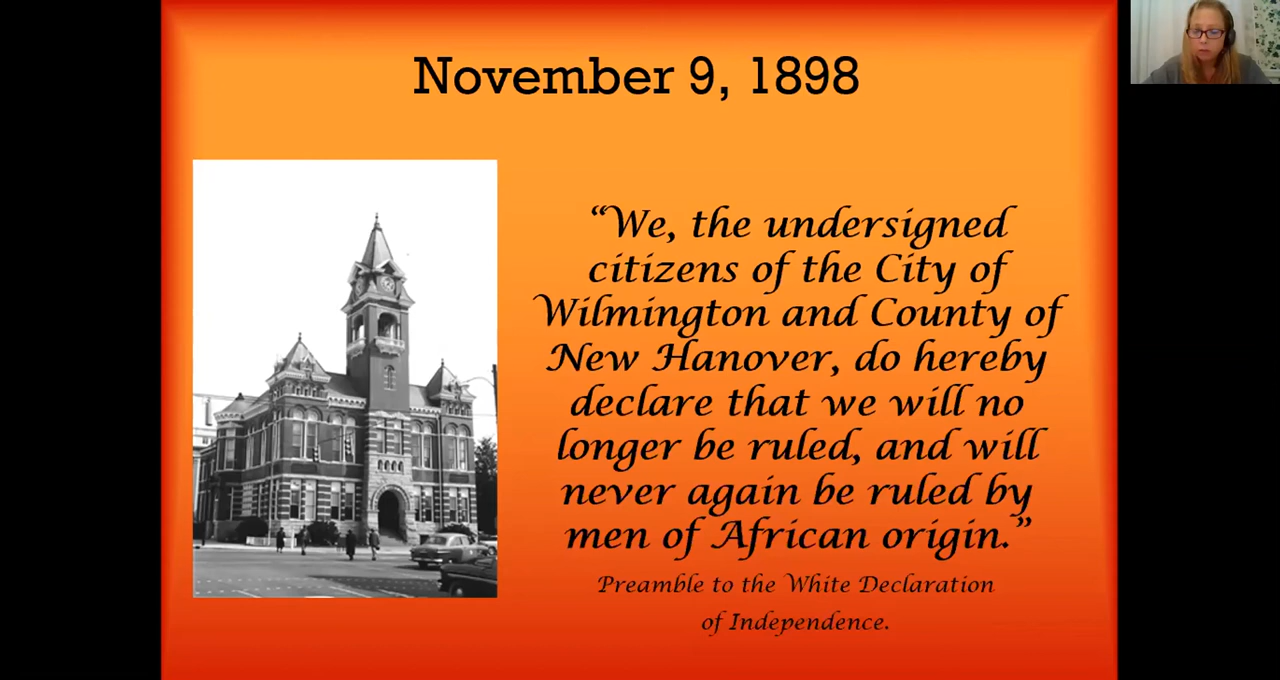 November 9, 1898
“We, the undersigned
citizens of the City of
Wilmington and County of
New Hanover, do hereby
declare that we will no
longer be ruled, and will
never again be ruled by
men of African origin.”
Preamble to the White Declaration
of Independence.